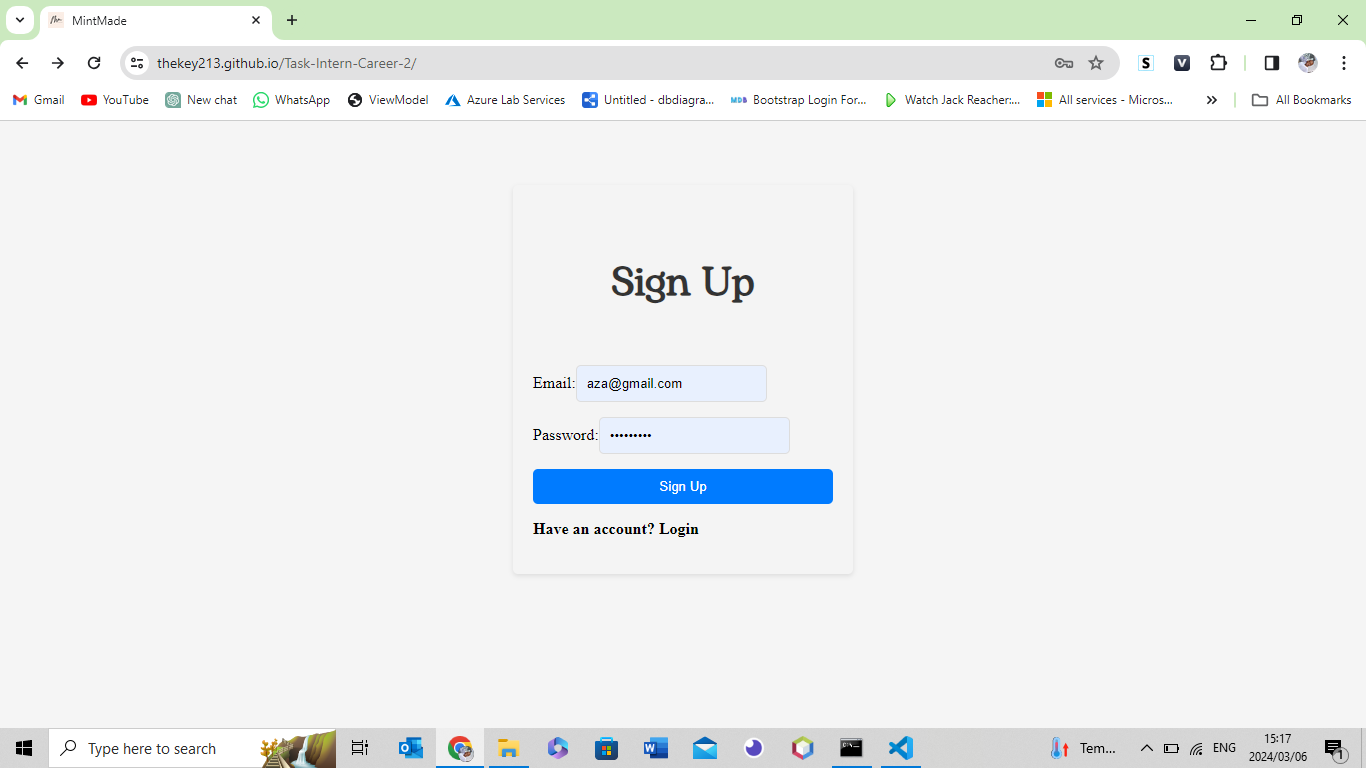 MintMade
thekey213.github.io/Task-Intern-Career-2/
S
V
Gmail
YouTube
New chat
WhatsApp
ViewModel
Azure Lab Services
Untitled - dbdiagra...
MDB
Bootstrap Login For...
Watch Jack Reacher:...
All services - Micros...
All Bookmarks
Sign Up
Email:
aza@gmail.com
Password:
•••••••••
Sign Up
Have an account? Login
Type here to search
Tem...
ENG
15:17
2024/03/06
1